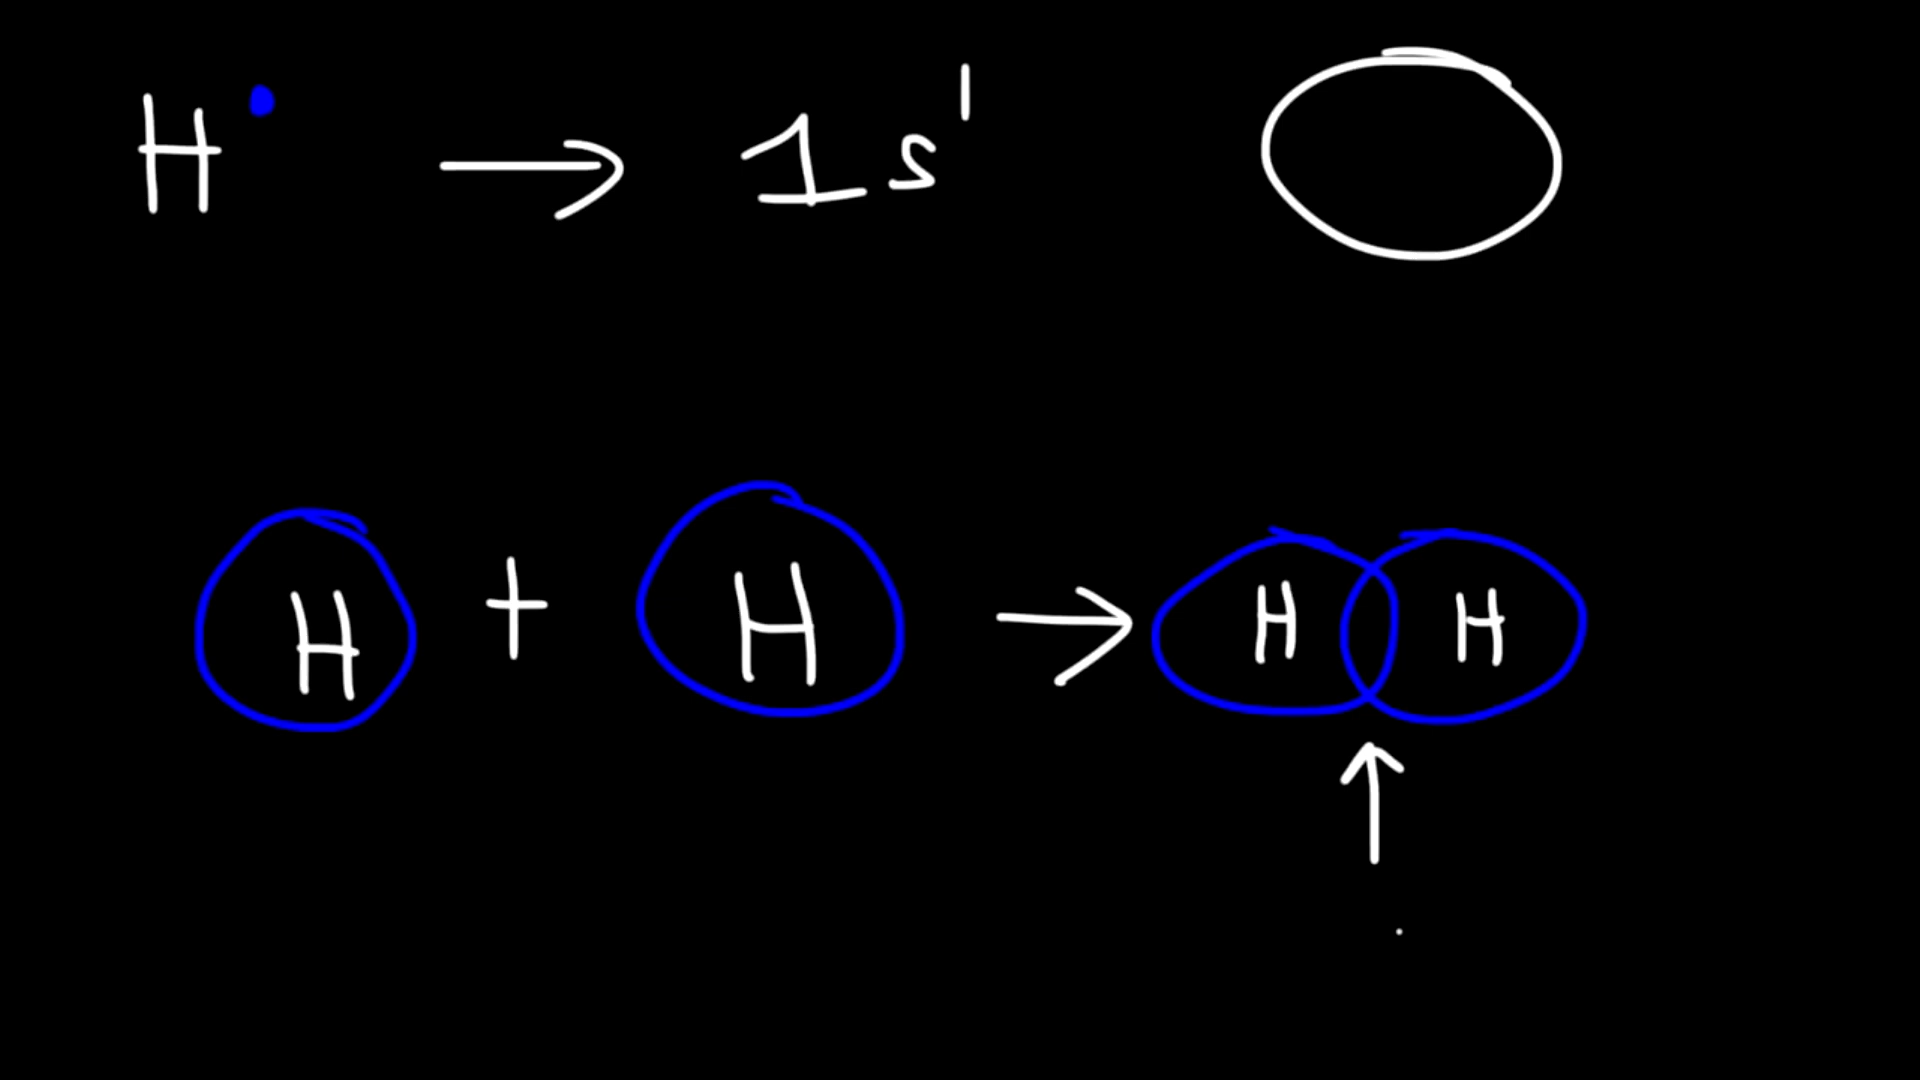 H• → 1s¹
H + H → H H